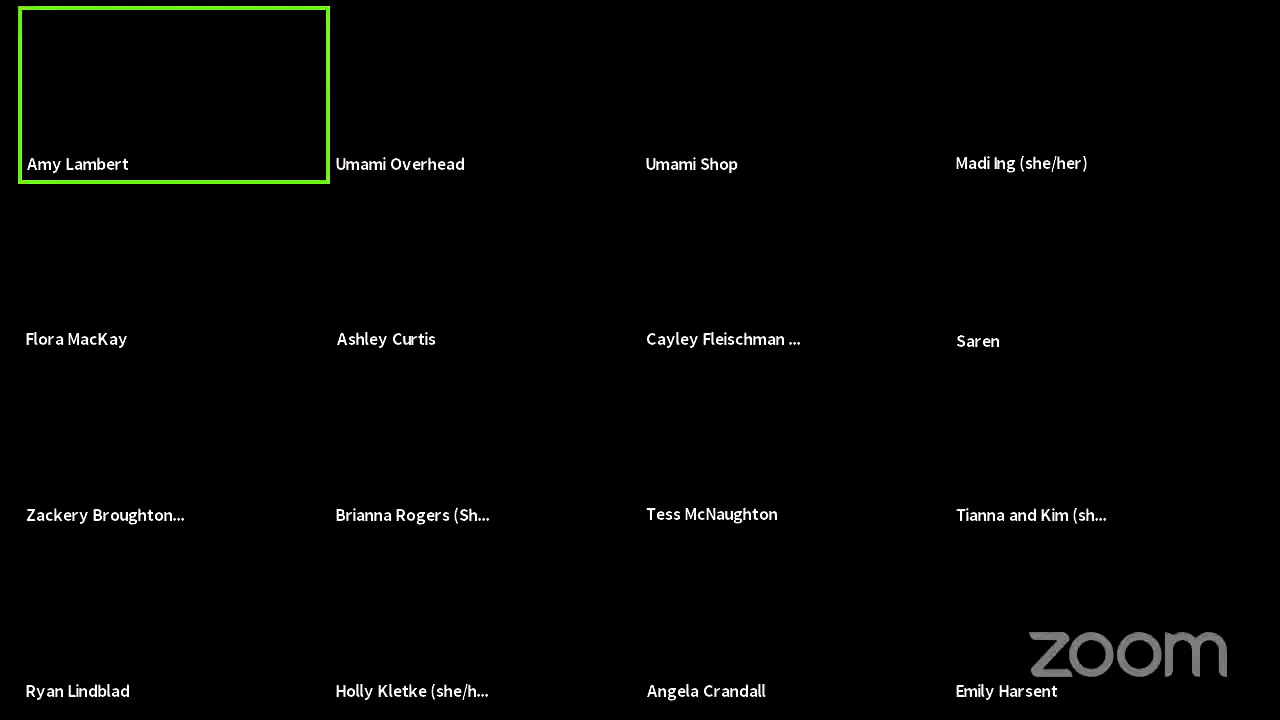 Amy Lambert
Umami Overhead
Umami Shop
Madi Ing (she/her)
Flora MacKay
Ashley Curtis
Cayley Fleischman ...
Saren
Zackery Broughton...
Brianna Rogers (Sh...
Tess McNaughton
Tianna and Kim (sh...
Ryan Lindblad
Holly Kletke (she/h...
Angela Crandall
Emily Harsent
zoom